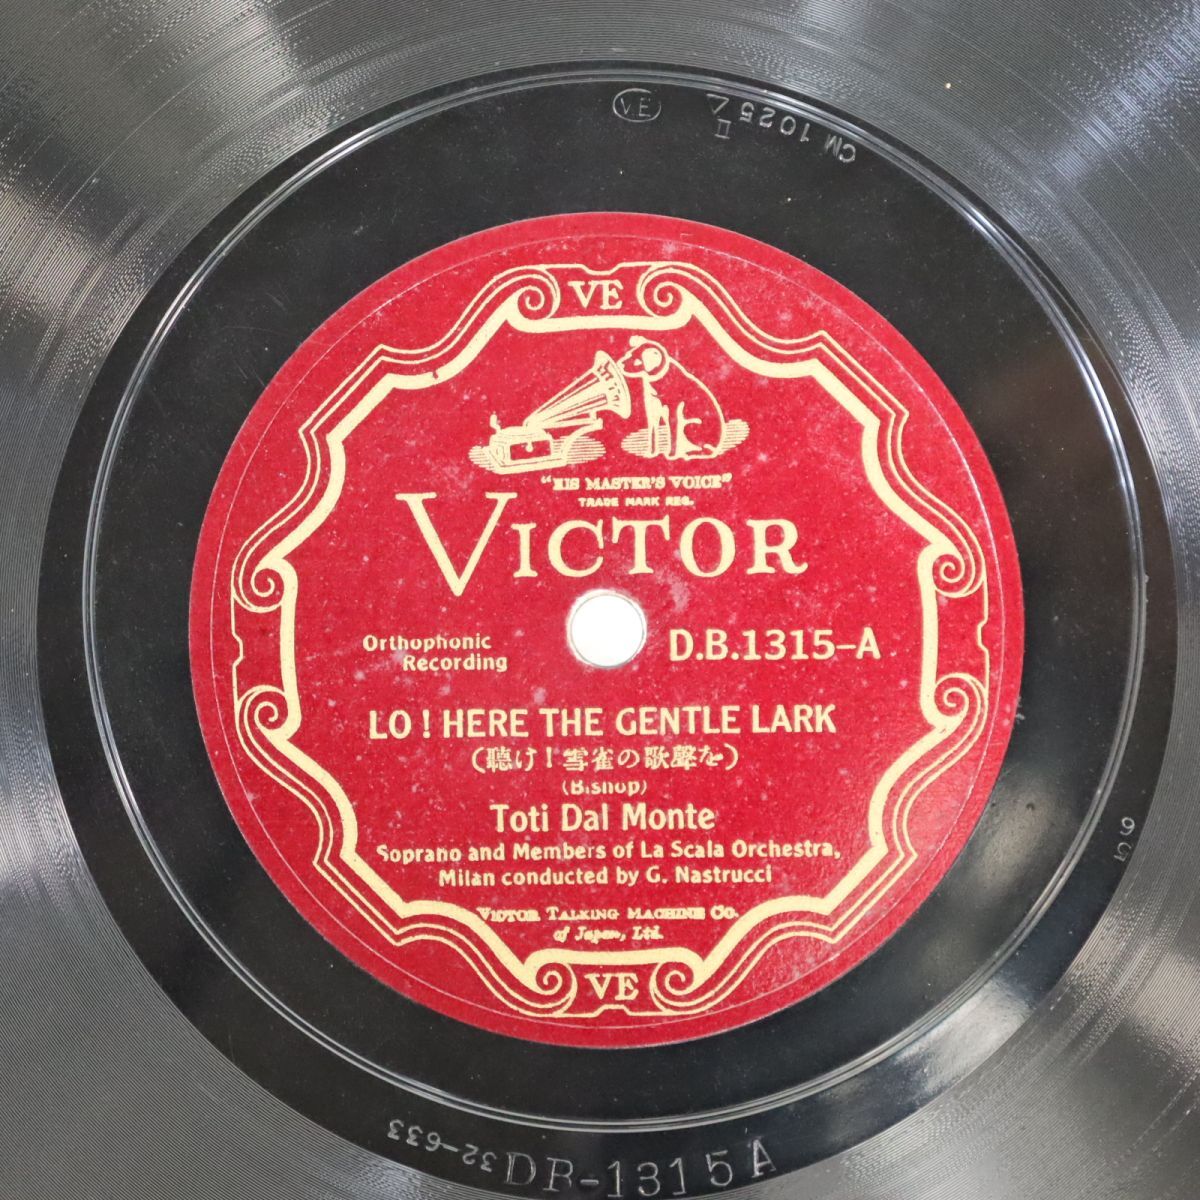 VE
CM 1025 △ II
VE
"HIS MASTER'S VOICE"
TRADE MARK REG.
VICTOR
Orthophonic
Recording
D.B.1315-A
LO! HERE THE GENTLE LARK
(聴け!雲雀の歌聲を)
(Bishop)
Toti Dal Monte
Soprano and Members of La Scala Orchestra,
Milan conducted by G. Nastrucci
VICTOR TALKING MACHINE CO.
of Japan, Ltd.
VE
32-633
DB-1315A